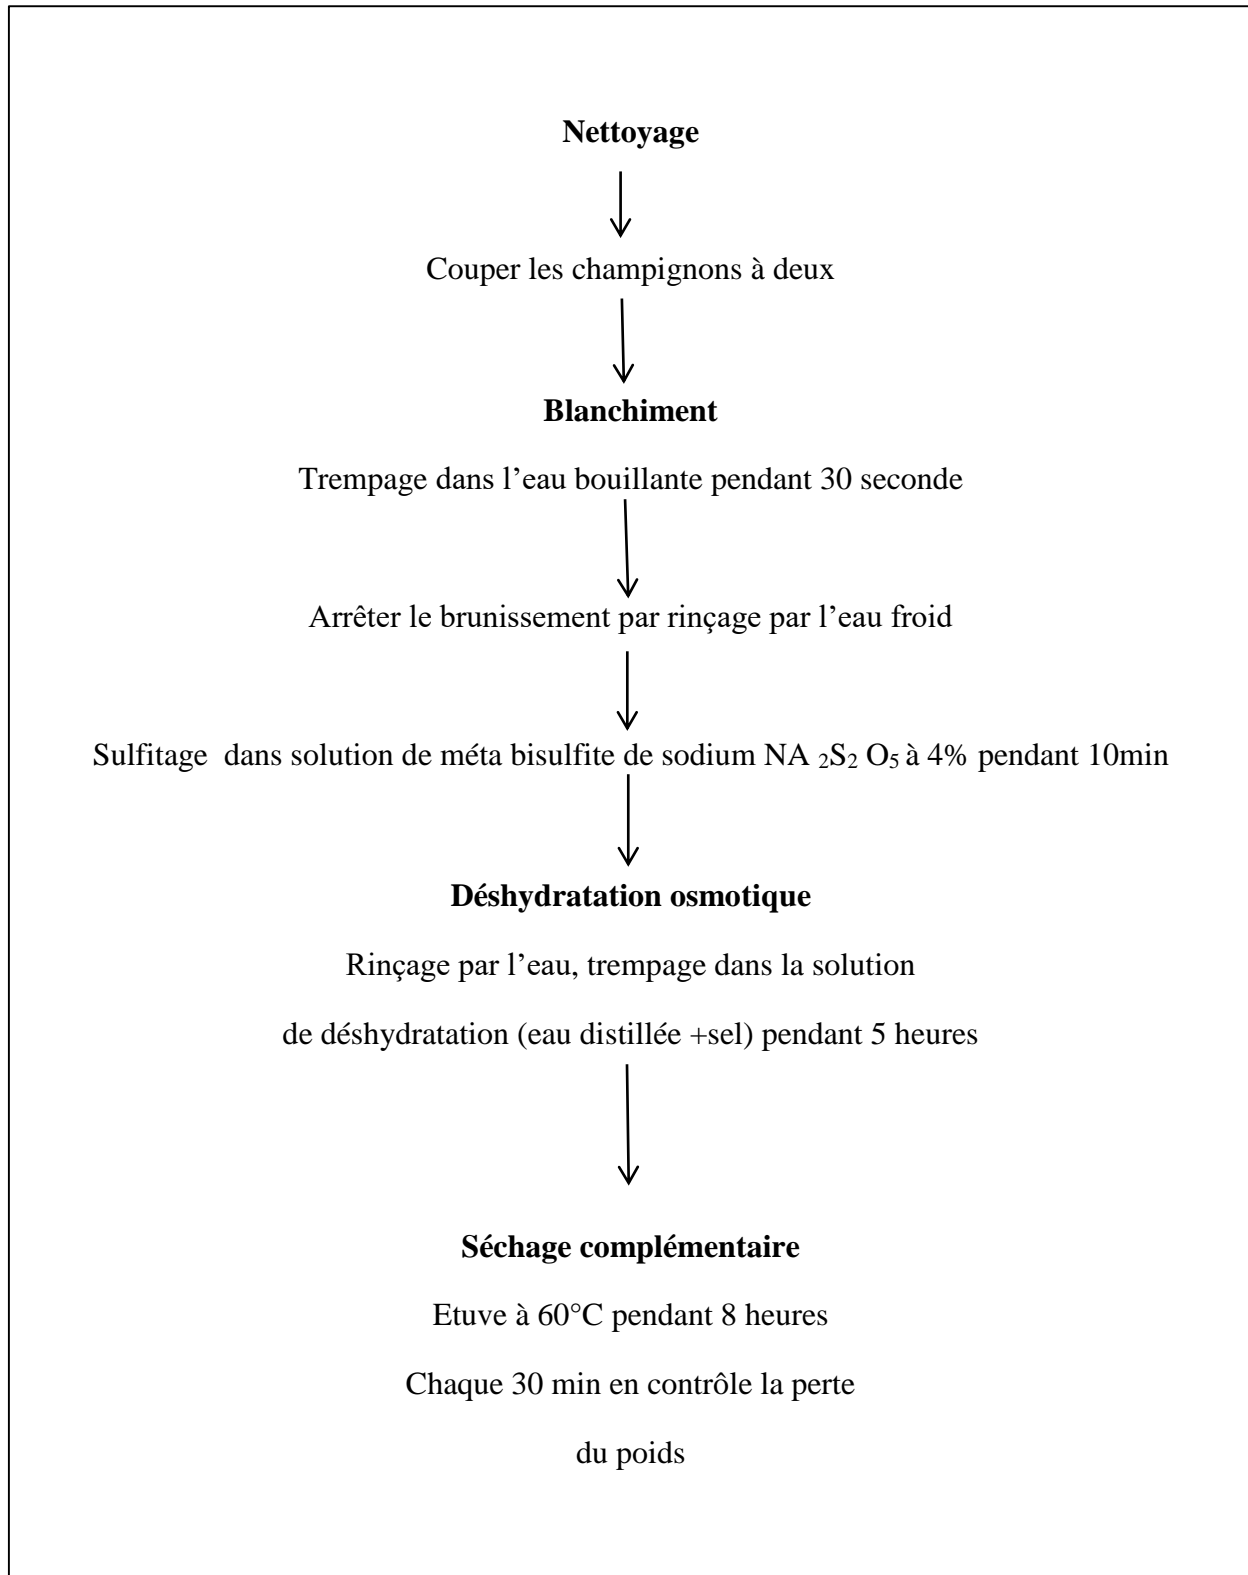 Nettoyage
Couper les champignons à deux
Blanchiment
Trempage dans l’eau bouillante pendant 30 seconde
Arrêter le brunissement par rinçage par l’eau froid
Sulfitage dans solution de méta bisulfite de sodium NA ₂S₂ O₅ à 4% pendant 10min
Déshydratation osmotique
Rinçage par l’eau, trempage dans la solution
de déshydratation (eau distillée +sel) pendant 5 heures
Séchage complémentaire
Etuve à 60°C pendant 8 heures
Chaque 30 min en contrôle la perte
du poids